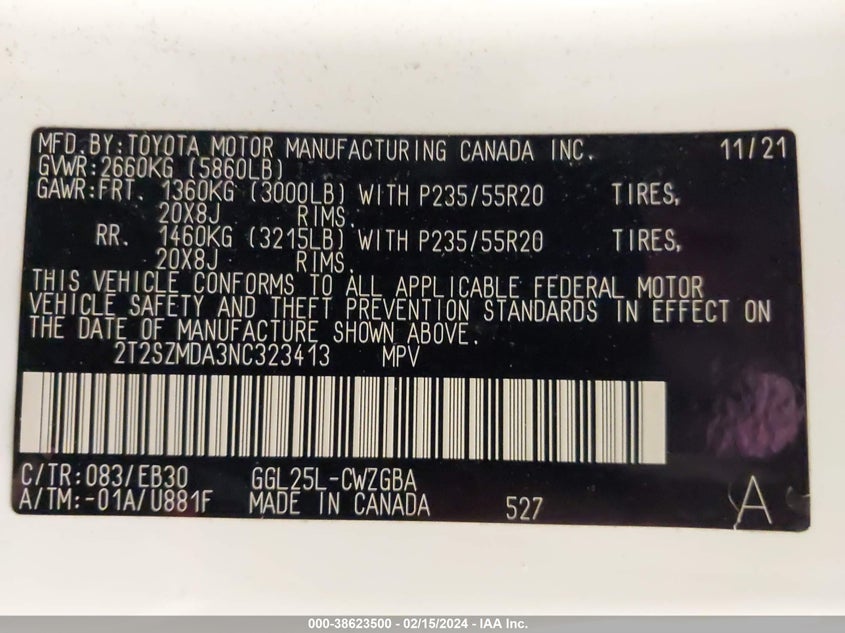 MFD.BY:TOYOTA MOTOR MANUFACTURING CANADA INC. 11/21
GVWR:2660KG (5860LB)
GAWR:FRT. 1360KG (3000LB) WITH P235/55R20 TIRES,
20X8J RIMS.
RR. 1460KG (3215LB) WITH P235/55R20 TIRES,
20X8J RIMS.
THIS VEHICLE CONFORMS TO ALL APPLICABLE FEDERAL MOTOR
VEHICLE SAFETY AND THEFT PREVENTION STANDARDS IN EFFECT ON
THE DATE OF MANUFACTURE SHOWN ABOVE.
2T2SZMDA3NC323413 MPV
C/TR:083/EB30 GGL25L-CWZGBA
A/TM:-01A/U881F MADE IN CANADA 527 A
000-38623500 - 02/15/2024 - IAA Inc.